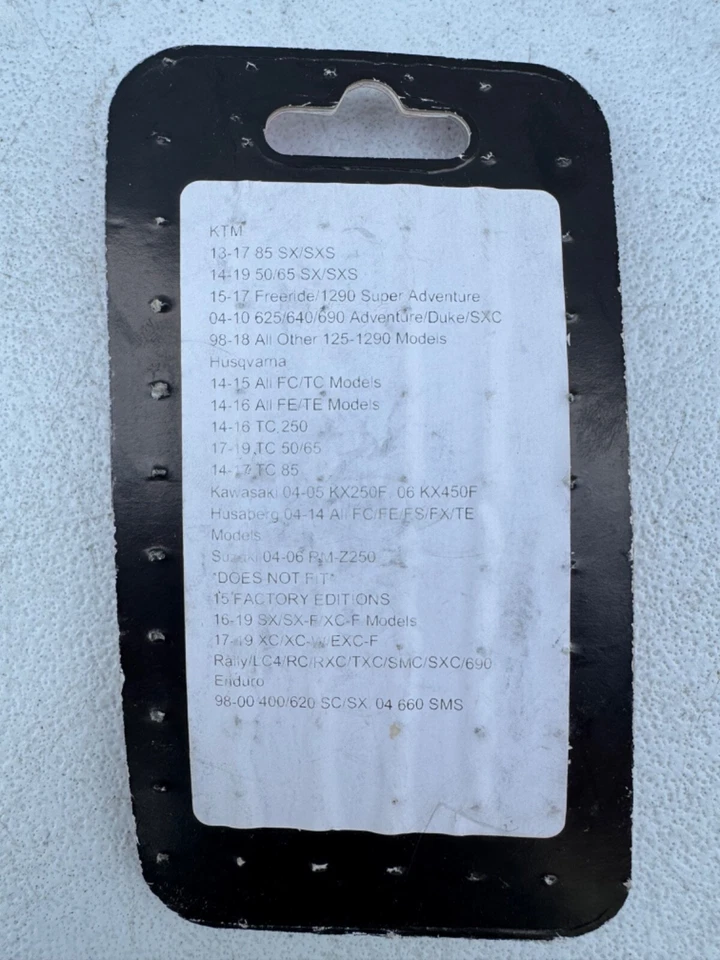 KTM
13-17 85 SX/SXS
14-19 50/65 SX/SXS
15-17 Freeride/1290 Super Adventure
04-10 625/640/690 Adventure/Duke/SXC
98-18 All Other 125-1290 Models
Husqvarna
14-15 All FC/TC Models
14-16 All FE/TE Models
14-16 TC 250
17-19 TC 50/65
14-17 TC 85
Kawasaki 04-05 KX250F 06 KX450F
Husaberg 04-14 All FC/FE/FS/FX/TE
Models
Suzuki 04-06 RM-Z250
*DOES NOT FIT*
15 FACTORY EDITIONS
16-19 SX/SX-F/XC-F Models
17-19 XC/XC-W/EXC-F
Rally/LC4/RC/RXC/TXC/SMC/SXC/690
Enduro
98-00 400/620 SC/SX 04 660 SMS